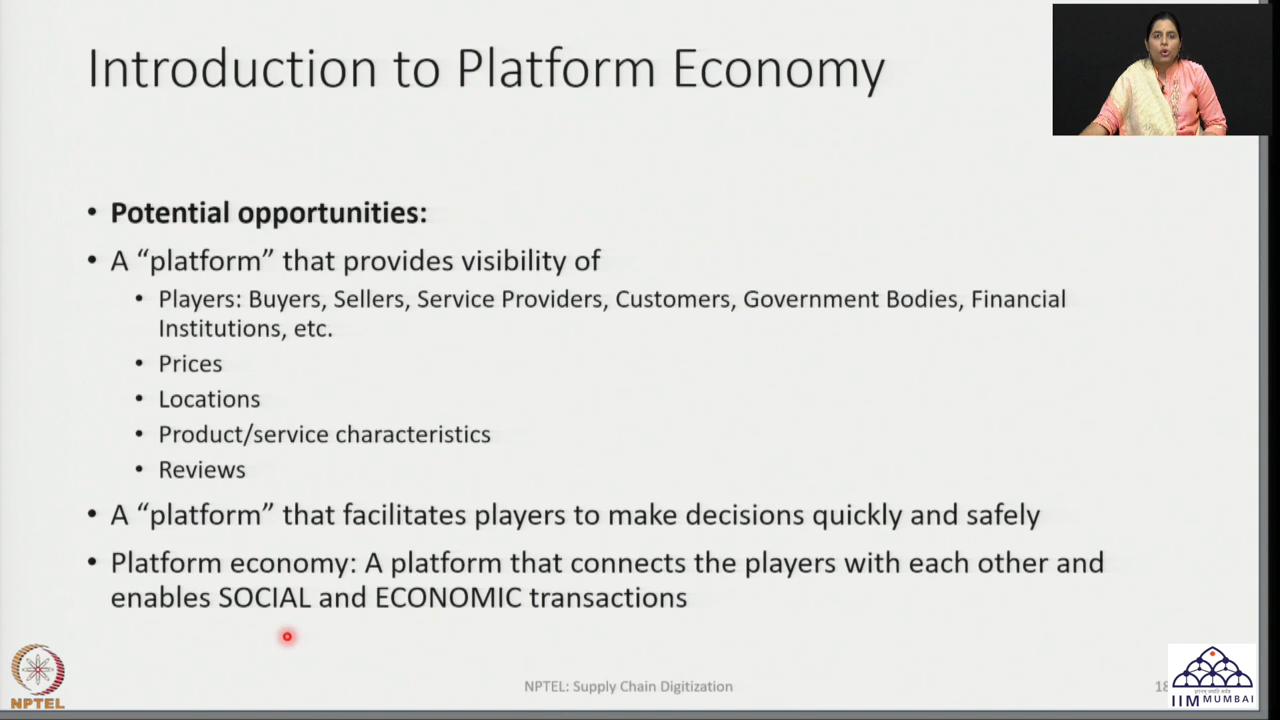 Introduction to Platform Economy
• Potential opportunities:
• A “platform” that provides visibility of
• Players: Buyers, Sellers, Service Providers, Customers, Government Bodies, Financial
Institutions, etc.
• Prices
• Locations
• Product/service characteristics
• Reviews
• A “platform” that facilitates players to make decisions quickly and safely
• Platform economy: A platform that connects the players with each other and
enables SOCIAL and ECONOMIC transactions
NPTEL
NPTEL: Supply Chain Digitization
18
IIM MUMBAI